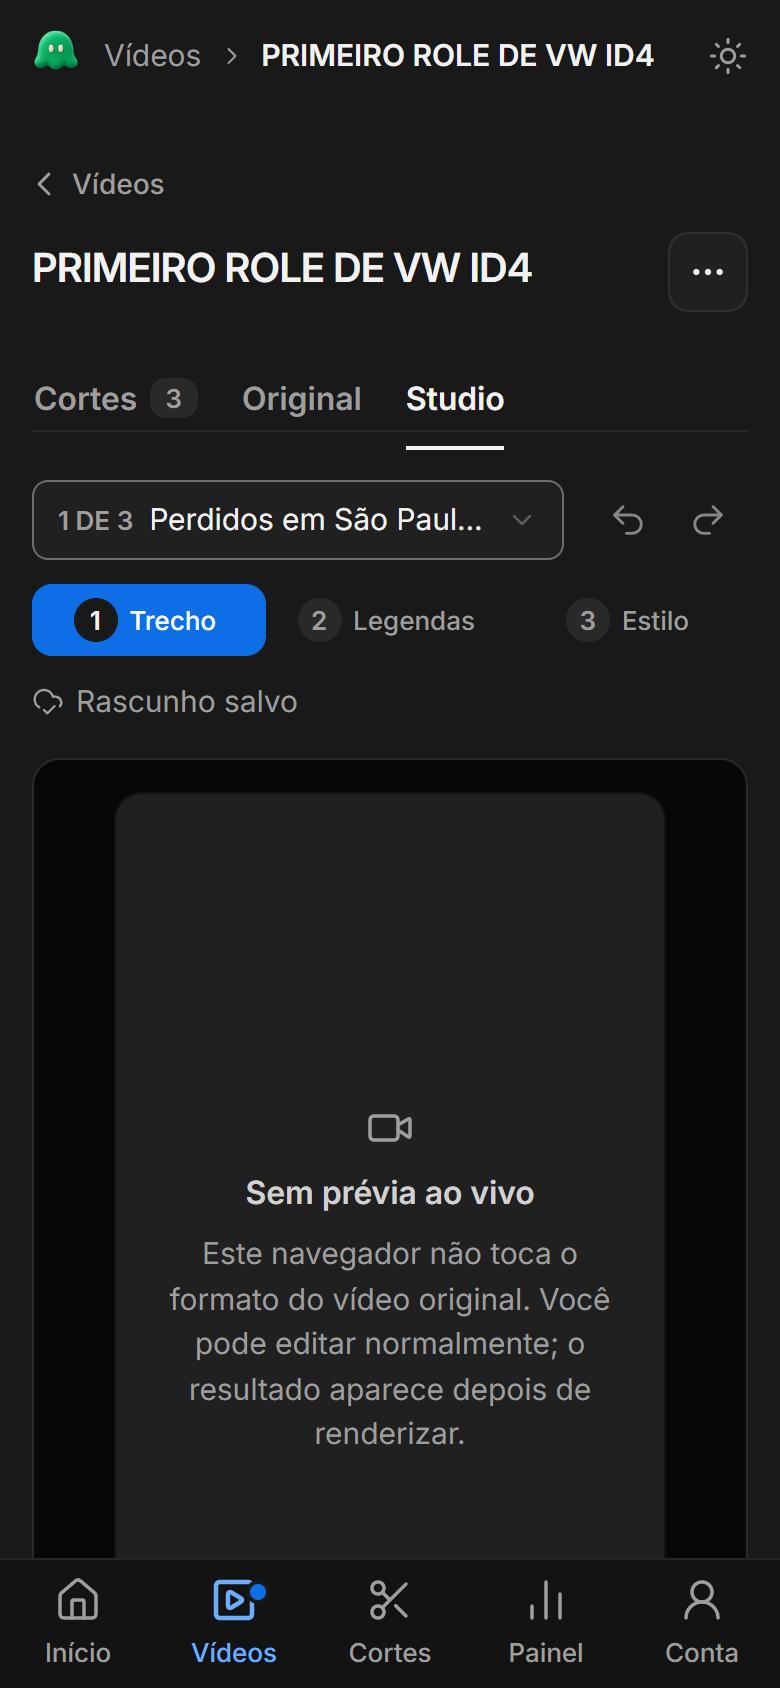 Vídeos > PRIMEIRO ROLE DE VW ID4
Vídeos
PRIMEIRO ROLE DE VW ID4
Cortes 3 Original Studio
1 DE 3 Perdidos em São Paul...
1 Trecho 2 Legendas 3 Estilo
Rascunho salvo
Sem prévia ao vivo
Este navegador não toca o
formato do vídeo original. Você
pode editar normalmente; o
resultado aparece depois de
renderizar.
Início Vídeos Cortes Painel Conta